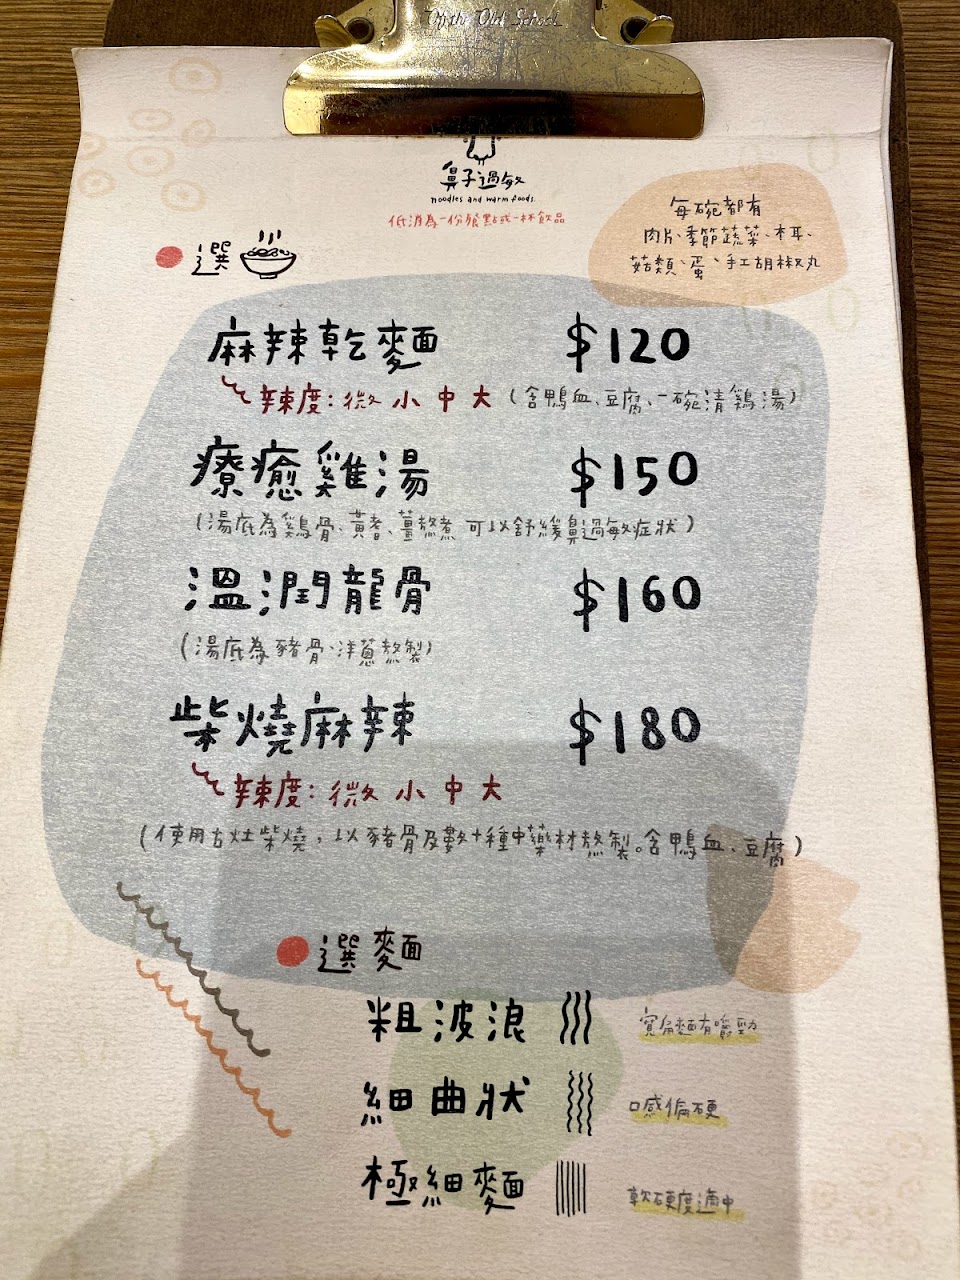 Of the Old School
鼻子過敏
noodles and warm foods.
低消為一份餐點或一杯飲品
每碗都有
肉片、季節蔬菜、木耳、
菇類、蛋、手工胡椒丸
選
麻辣乾麵 $120
辣度：微 小 中 大 (含鴨血、豆腐、一碗清鷄湯)
療癒雞湯 $150
(湯底為鷄骨、黃耆、薑熬煮 可以舒緩鼻過敏症狀)
溫潤龍骨 $160
(湯底為豬骨、洋蔥熬製)
柴燒麻辣 $180
辣度：微 小 中 大
(使用古灶柴燒，以豬骨及數十種中藥材熬製。含鴨血、豆腐)
選麵
粗波浪 寬扁麵有嚼勁
細曲狀 口感偏硬
極細麵 軟硬度適中